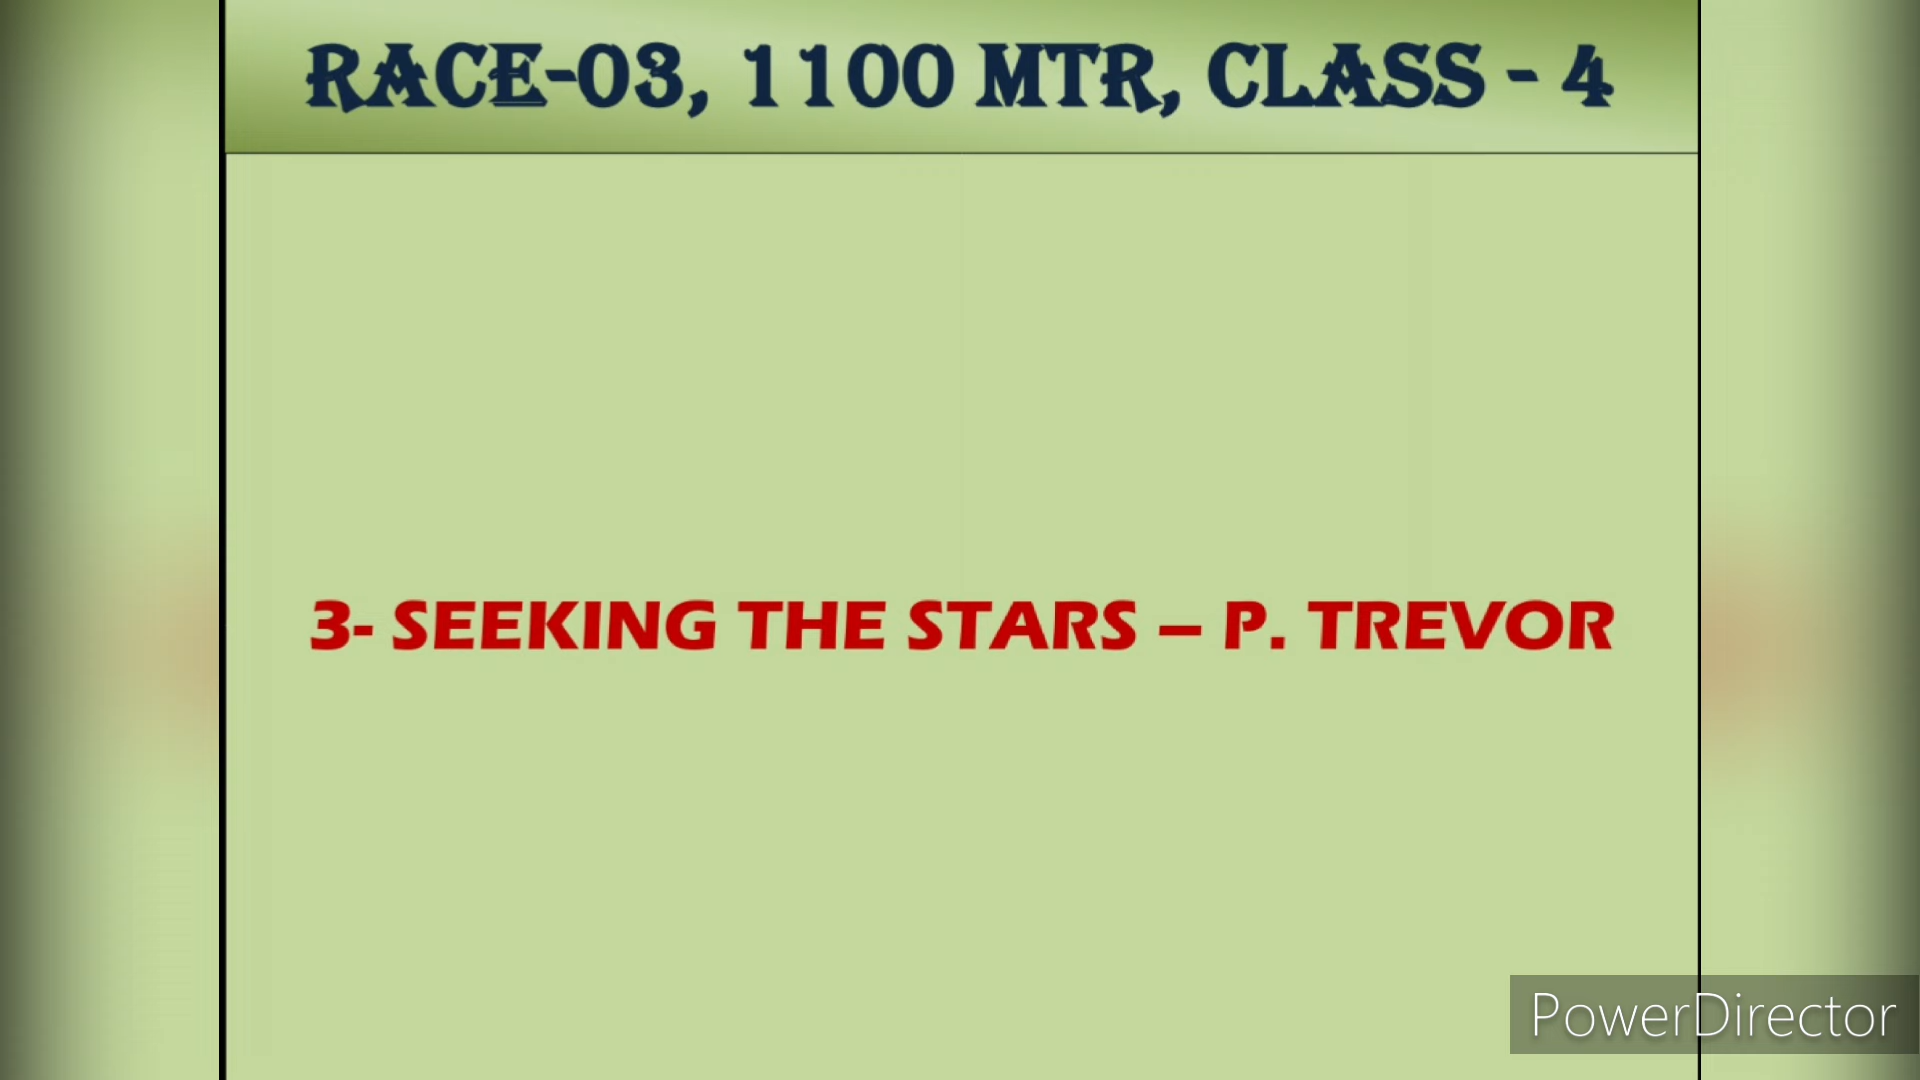 RACE-03, 1100 MTR, CLASS - 4
3- SEEKING THE STARS – P. TREVOR
PowerDirector